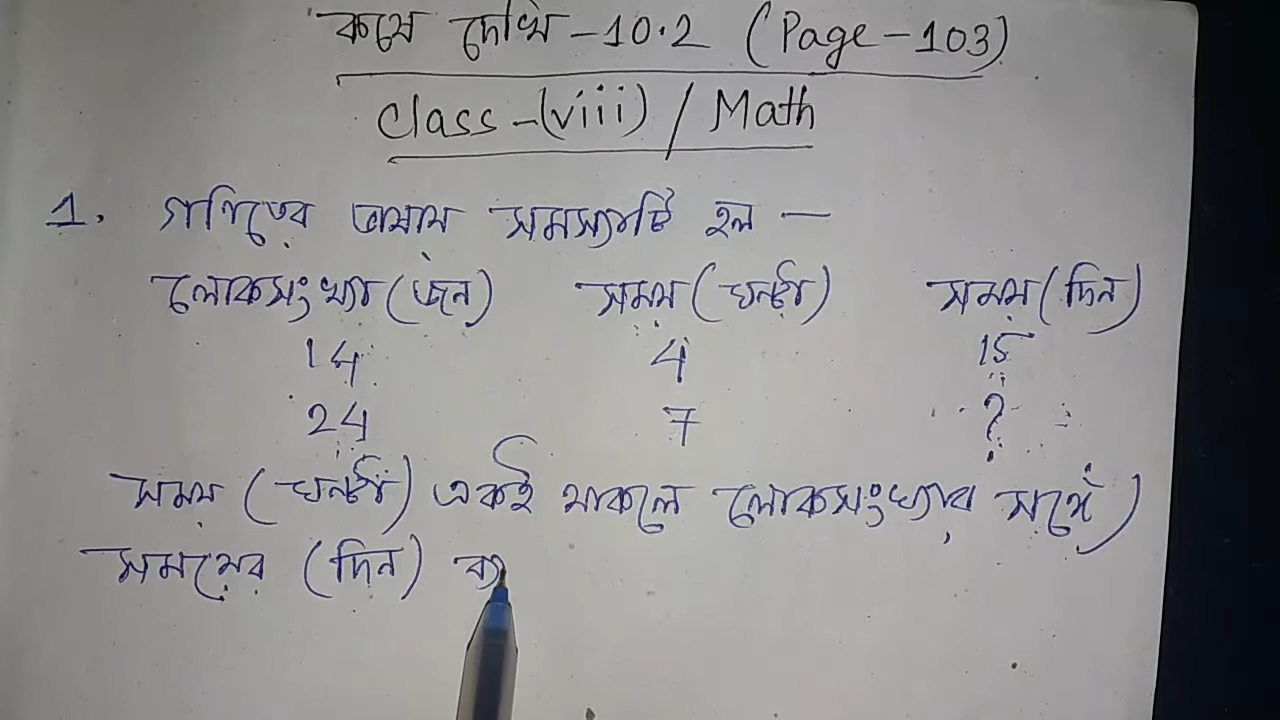 কষে দেখি – 10.2 (Page – 103)
Class – (viii) / Math
1. গণিতের ভাষায় সমস্যাটি হল —
লোকসংখ্যা (জন) সময় (ঘন্টা) সময় (দিন)
14 4 15
24 7 ?
সময় (ঘন্টা) একই থাকলে লোকসংখ্যার সঙ্গে
সময়ের (দিন) ব্য